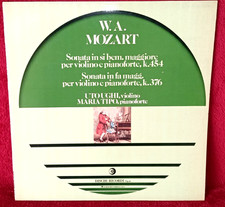 W. A.
MOZART
Sonata in si bem. maggiore
per violino e pianoforte, k.454
Sonata in fa magg.
per violino e pianoforte, k.376
UTO UGHI, violino
MARIA TIPO, pianoforte